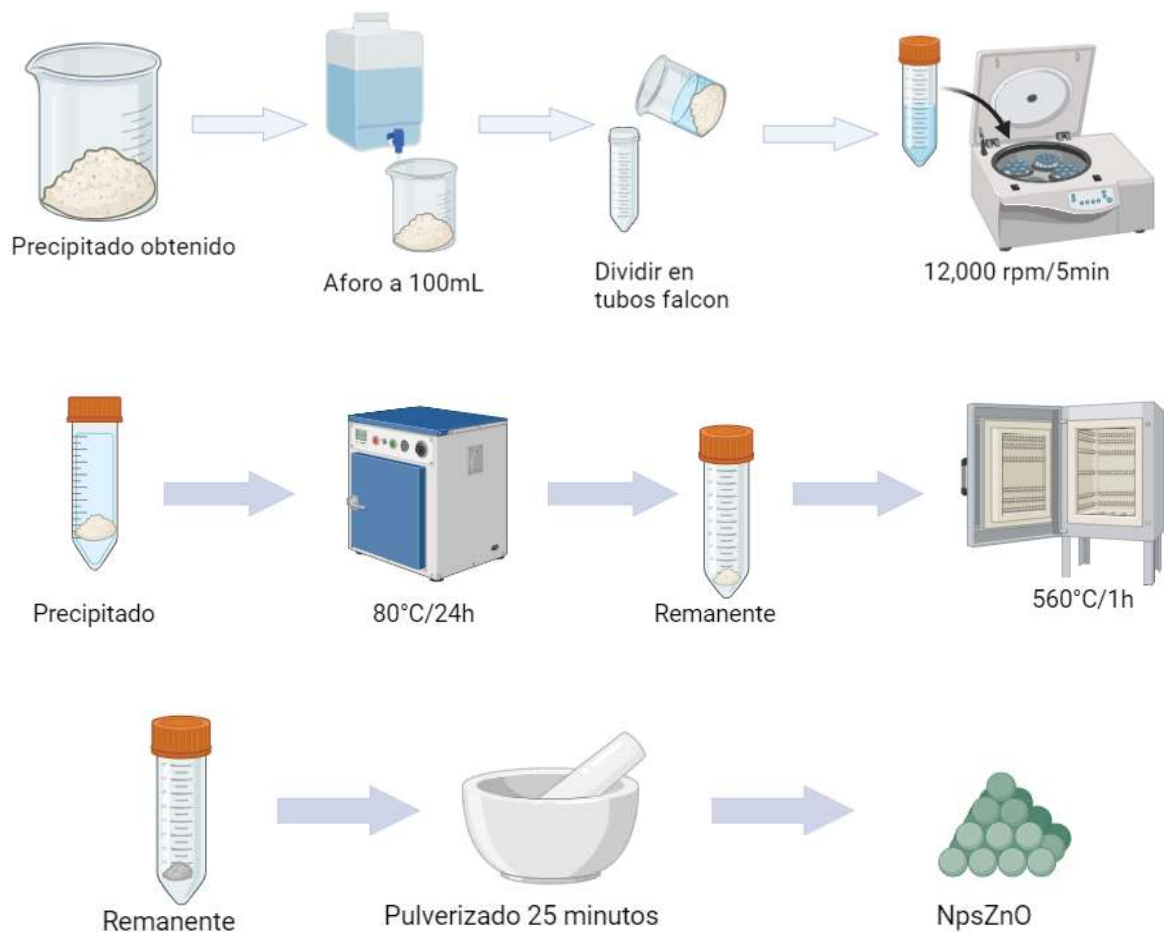 Precipitado obtenido
Aforo a 100mL
Dividir en
tubos falcon
12,000 rpm/5min
Precipitado
80°C/24h
Remanente
560°C/1h
Remanente
Pulverizado 25 minutos
NpsZnO